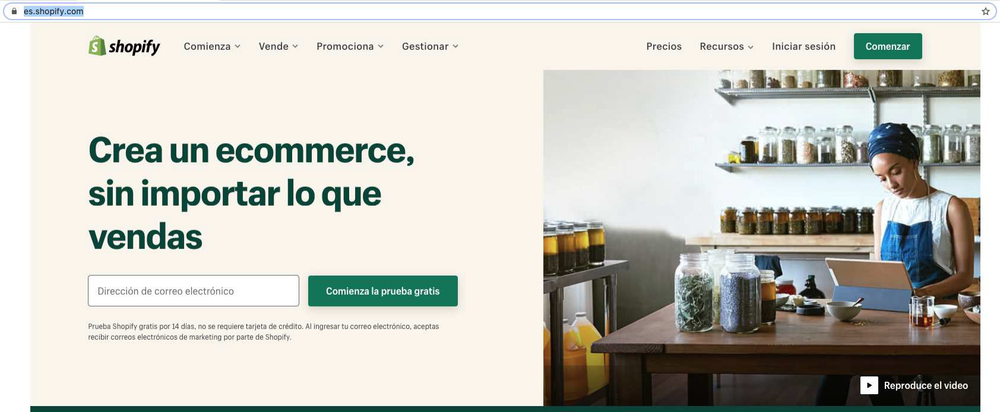 es.shopify.com
shopify Comienza Vende Promociona Gestionar Precios Recursos Iniciar sesión Comenzar
Crea un ecommerce,
sin importar lo que
vendas
Dirección de correo electrónico Comienza la prueba gratis
Prueba Shopify gratis por 14 días, no se requiere tarjeta de crédito. Al ingresar tu correo electrónico, aceptas
recibir correos electrónicos de marketing por parte de Shopify.
Reproduce el video